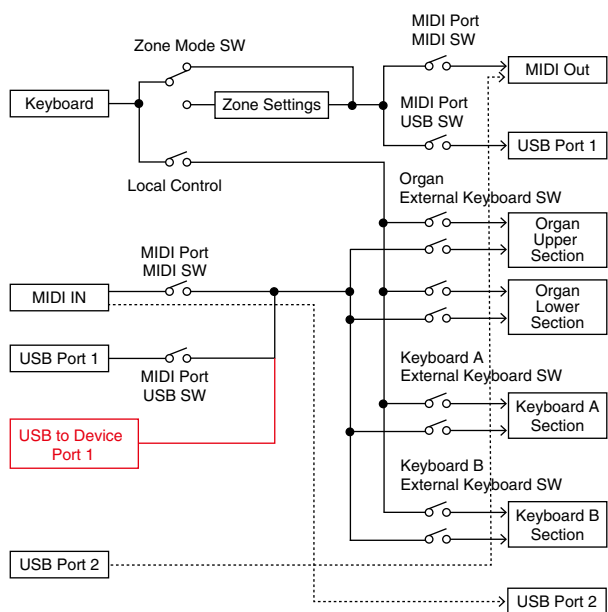 Zone Mode SW
MIDI Port
MIDI SW
MIDI Out
Keyboard
Zone Settings
MIDI Port
USB SW
USB Port 1
Local Control
Organ
External Keyboard SW
Organ
Upper
Section
MIDI Port
MIDI SW
MIDI IN
Organ
Lower
Section
USB Port 1
MIDI Port
USB SW
Keyboard A
External Keyboard SW
Keyboard A
Section
USB to Device
Port 1
Keyboard B
External Keyboard SW
Keyboard B
Section
USB Port 2
USB Port 2